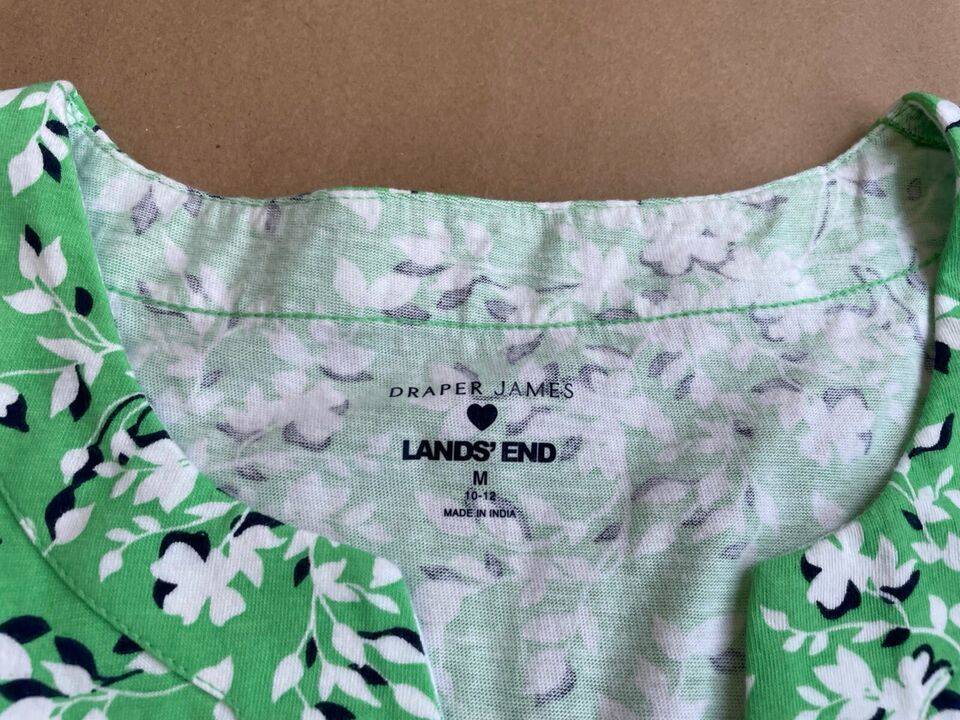 DRAPER JAMES
LANDS' END
M
10-12
MADE IN INDIA